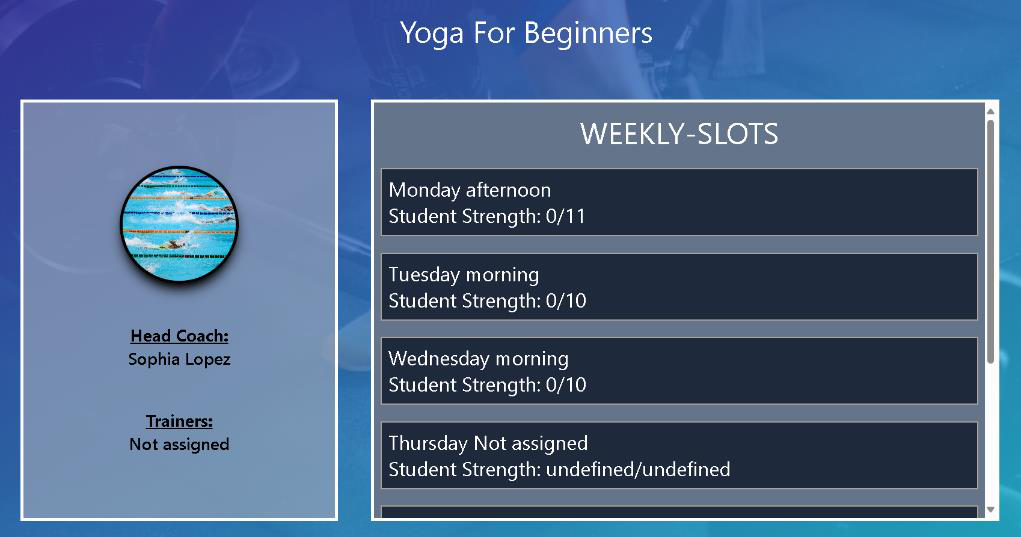 Yoga For Beginners
Head Coach:
Sophia Lopez
Trainers:
Not assigned
WEEKLY-SLOTS
Monday afternoon
Student Strength: 0/11
Tuesday morning
Student Strength: 0/10
Wednesday morning
Student Strength: 0/10
Thursday Not assigned
Student Strength: undefined/undefined